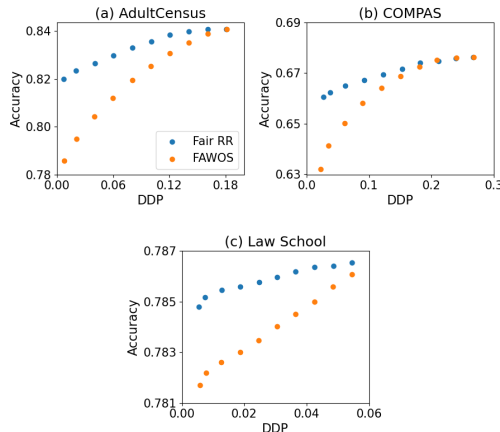 (a) AdultCensus
Accuracy
0.84
0.82
0.80
0.78
0.00 0.06 0.12 0.18
DDP
Fair RR
FAWOS
(b) COMPAS
Accuracy
0.69
0.67
0.65
0.63
0.0 0.1 0.2 0.3
DDP
(c) Law School
Accuracy
0.787
0.785
0.783
0.781
0.00 0.02 0.04 0.06
DDP